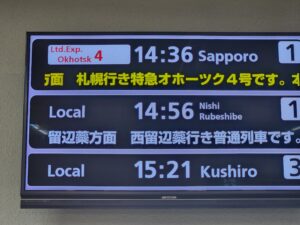 Ltd.Exp.
Okhotsk 4 14:36 Sapporo 1
方面 札幌行き特急オホーツク4号です。本
Local 14:56 Nishi Rubeshibe 1
留辺蘂方面 西留辺蘂行き普通列車です。
Local 15:21 Kushiro 3